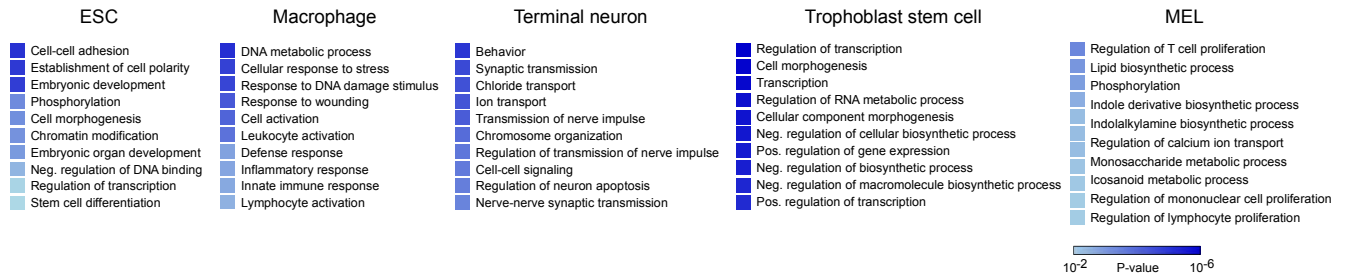 ESC
Cell-cell adhesion
Establishment of cell polarity
Embryonic development
Phosphorylation
Cell morphogenesis
Chromatin modification
Embryonic organ development
Neg. regulation of DNA binding
Regulation of transcription
Stem cell differentiation
Macrophage
DNA metabolic process
Cellular response to stress
Response to DNA damage stimulus
Response to wounding
Cell activation
Leukocyte activation
Defense response
Inflammatory response
Innate immune response
Lymphocyte activation
Terminal neuron
Behavior
Synaptic transmission
Chloride transport
Ion transport
Transmission of nerve impulse
Chromosome organization
Regulation of transmission of nerve impulse
Cell-cell signaling
Regulation of neuron apoptosis
Nerve-nerve synaptic transmission
Trophoblast stem cell
Regulation of transcription
Cell morphogenesis
Transcription
Regulation of RNA metabolic process
Cellular component morphogenesis
Neg. regulation of cellular biosynthetic process
Pos. regulation of gene expression
Neg. regulation of biosynthetic process
Neg. regulation of macromolecule biosynthetic process
Pos. regulation of transcription
MEL
Regulation of T cell proliferation
Lipid biosynthetic process
Phosphorylation
Indole derivative biosynthetic process
Indolalkylamine biosynthetic process
Regulation of calcium ion transport
Monosaccharide metabolic process
Icosanoid metabolic process
Regulation of mononuclear cell proliferation
Regulation of lymphocyte proliferation
10-2 P-value 10-6